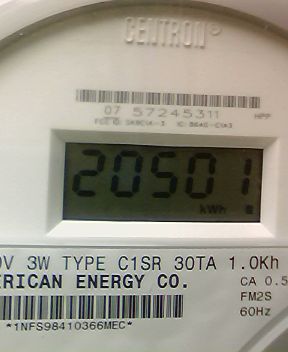 CENTRON®
07 57245311
HPP
20501
kWh
V 3W TYPE C1SR 30TA 1.0Kh
ERICAN ENERGY CO.
CA 0.5
FM2S
60Hz
*1NFS98410366MEC*